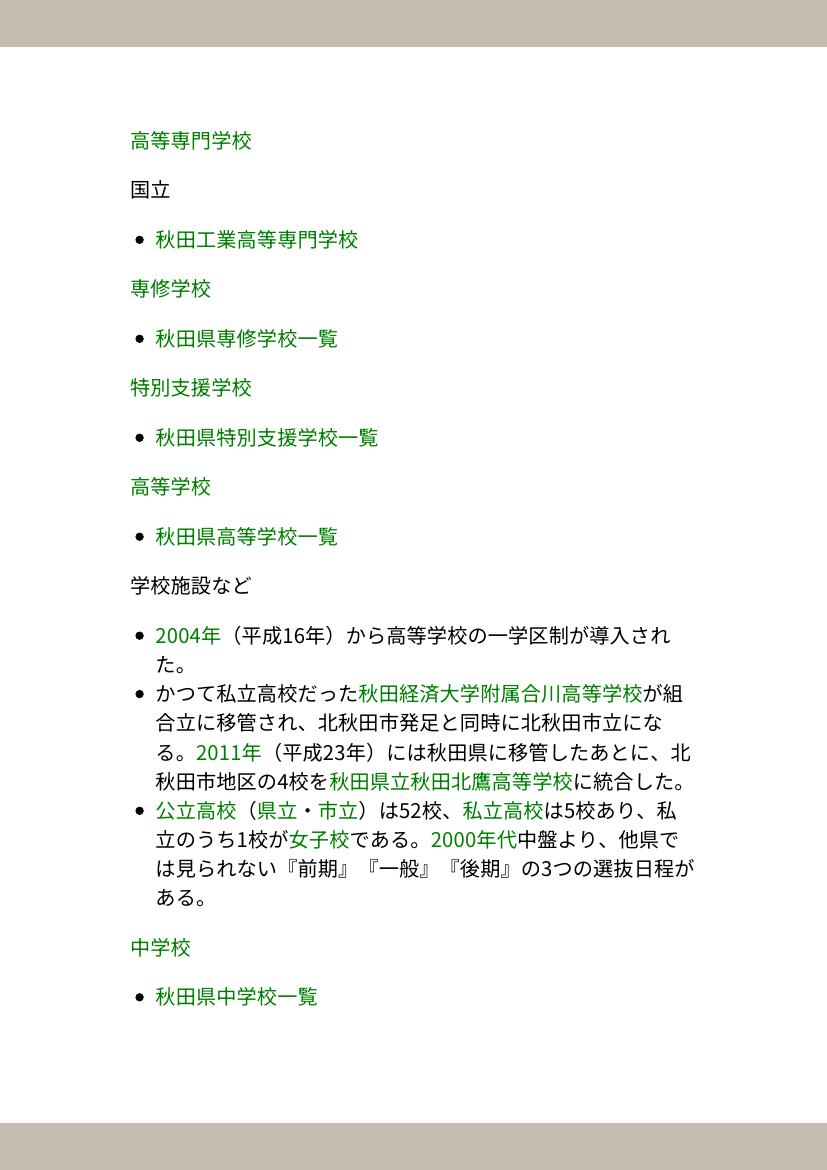 高等専門学校
国立
• 秋田工業高等専門学校
専修学校
• 秋田県専修学校一覧
特別支援学校
• 秋田県特別支援学校一覧
高等学校
• 秋田県高等学校一覧
学校施設など
• 2004年（平成16年）から高等学校の一学区制が導入され
た。
• かつて私立高校だった秋田経済大学附属合川高等学校が組
合立に移管され、北秋田市発足と同時に北秋田市立にな
る。2011年（平成23年）には秋田県に移管したあとに、北
秋田市地区の4校を秋田県立秋田北鷹高等学校に統合した。
• 公立高校（県立・市立）は52校、私立高校は5校あり、私
立のうち1校が女子校である。2000年代中盤より、他県で
は見られない『前期』『一般』『後期』の3つの選抜日程が
ある。
中学校
• 秋田県中学校一覧